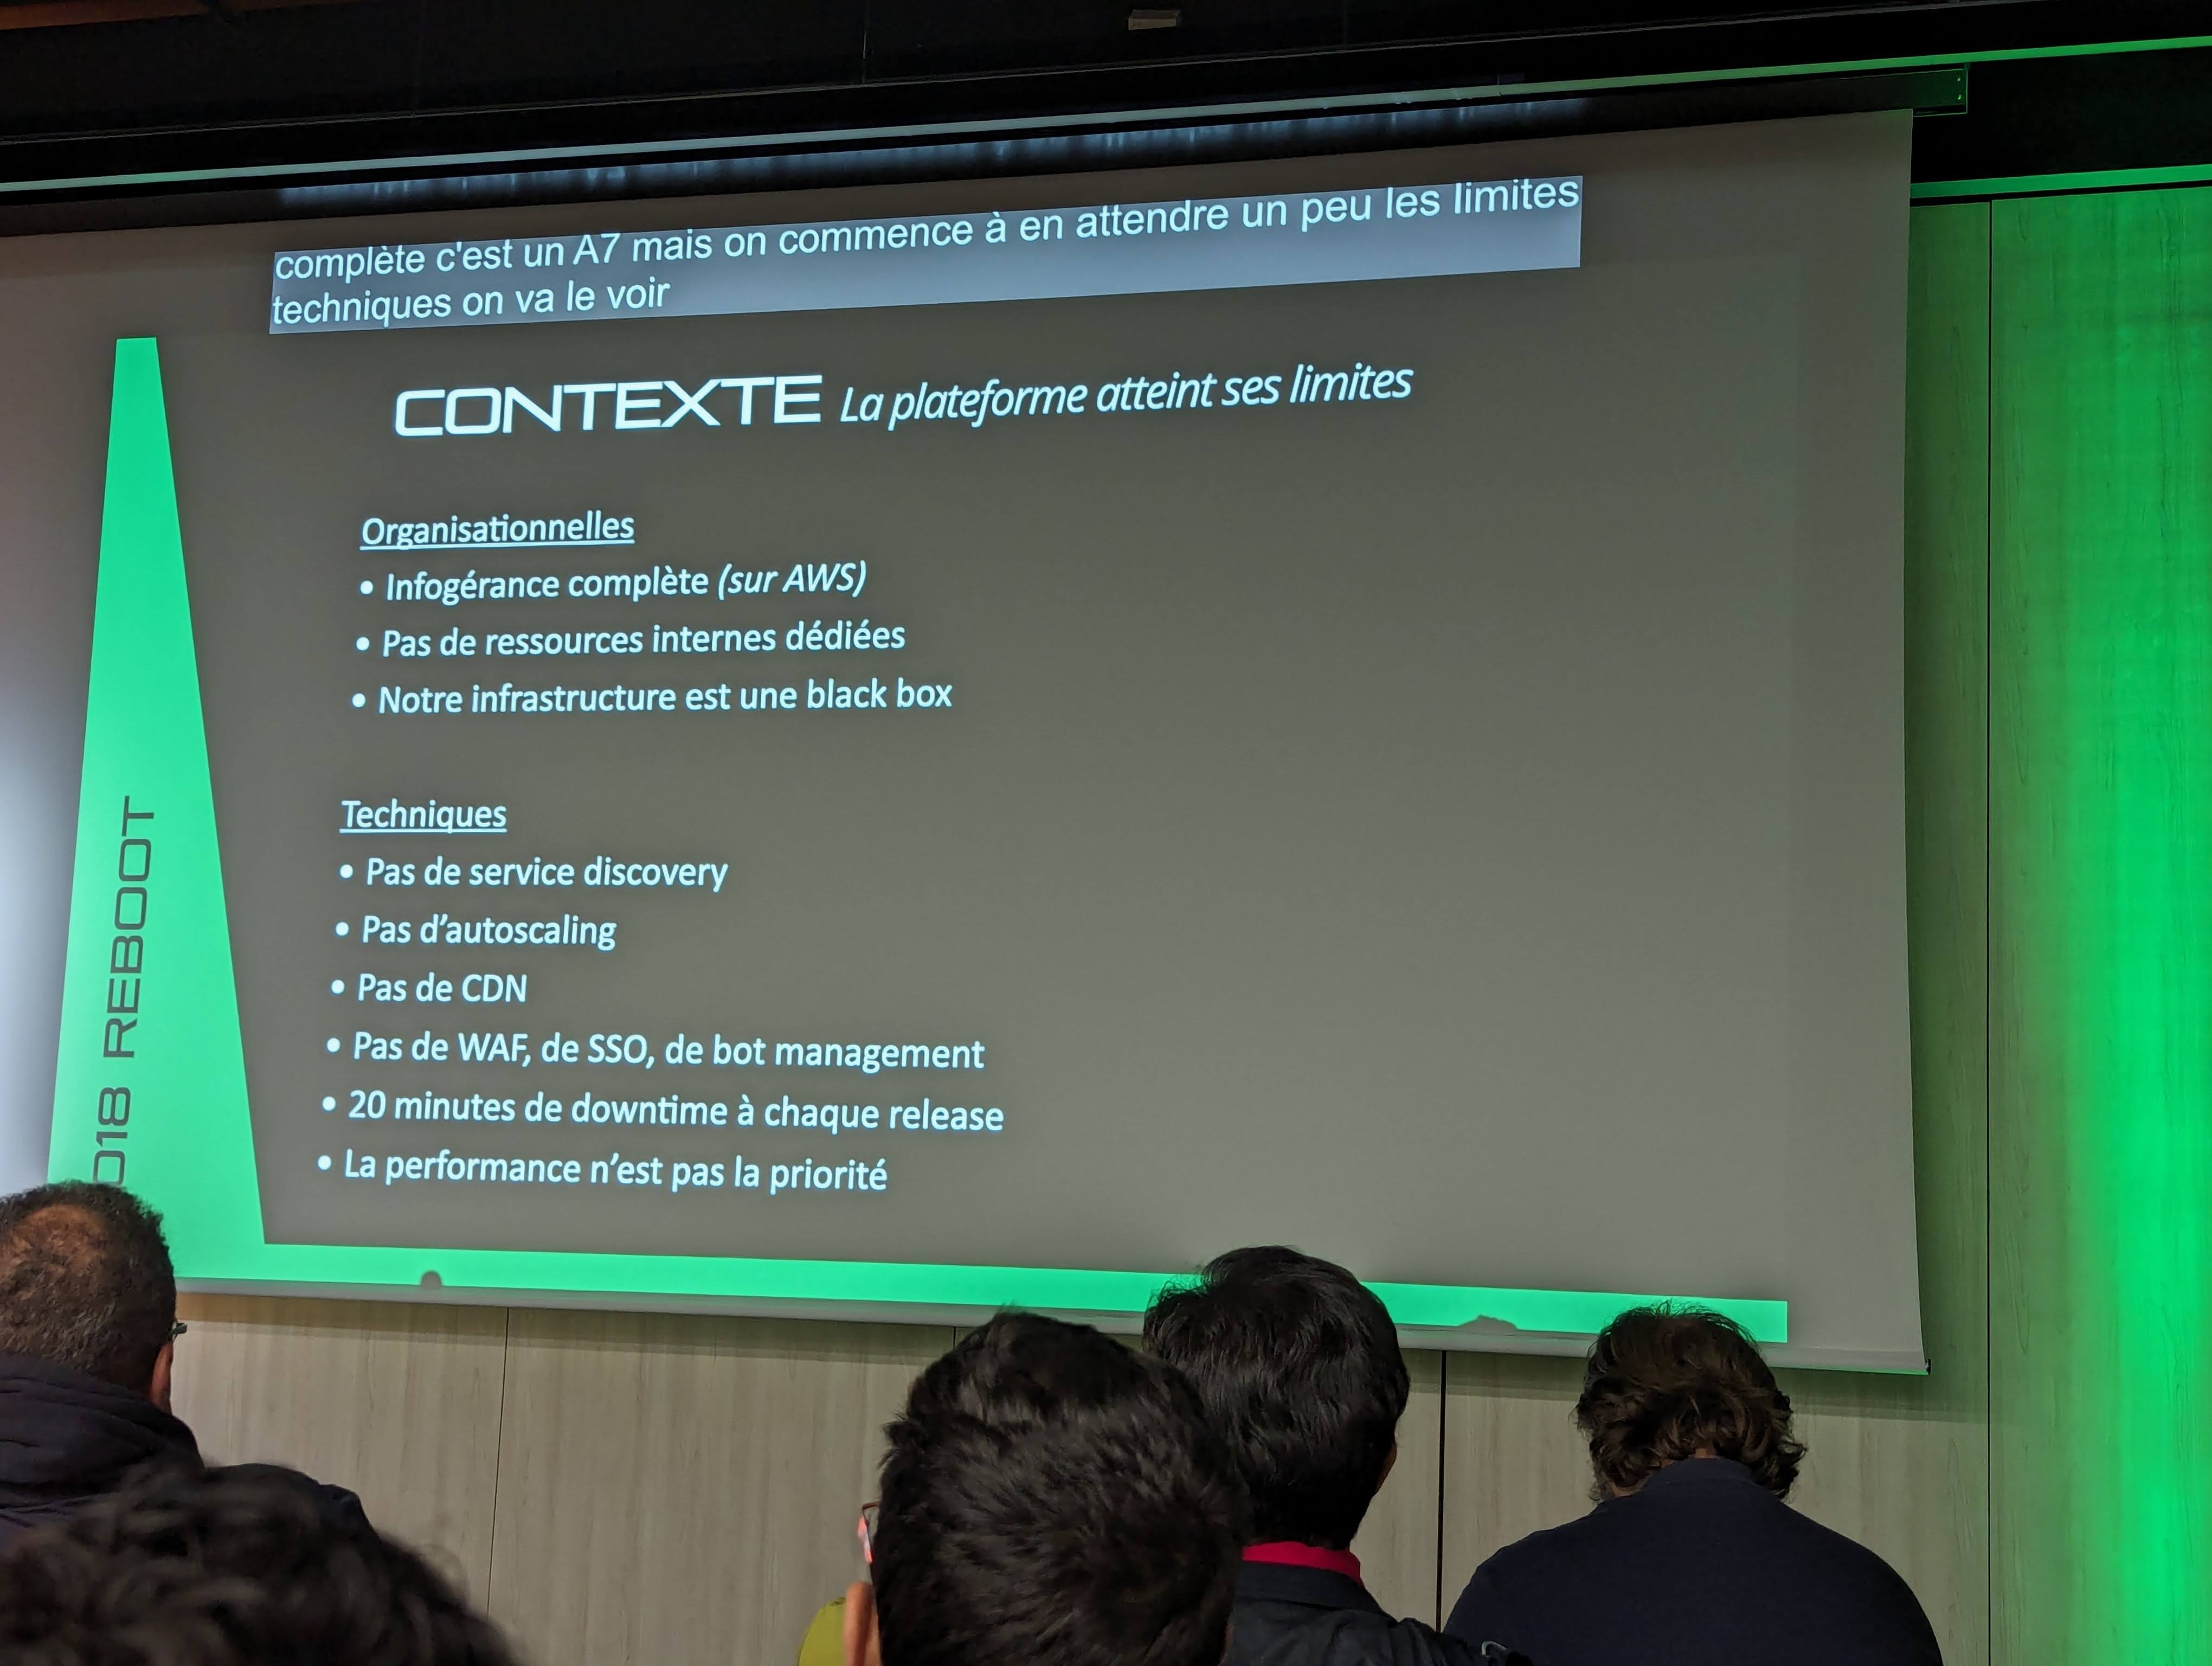 complète c'est un A7 mais on commence à en attendre un peu les limites
techniques on va le voir
CONTEXTE La plateforme atteint ses limites
Organisationnelles
• Infogérance complète (sur AWS)
• Pas de ressources internes dédiées
• Notre infrastructure est une black box
Techniques
• Pas de service discovery
• Pas d'autoscaling
• Pas de CDN
• Pas de WAF, de SSO, de bot management
• 20 minutes de downtime à chaque release
• La performance n'est pas la priorité
018 REBOOT